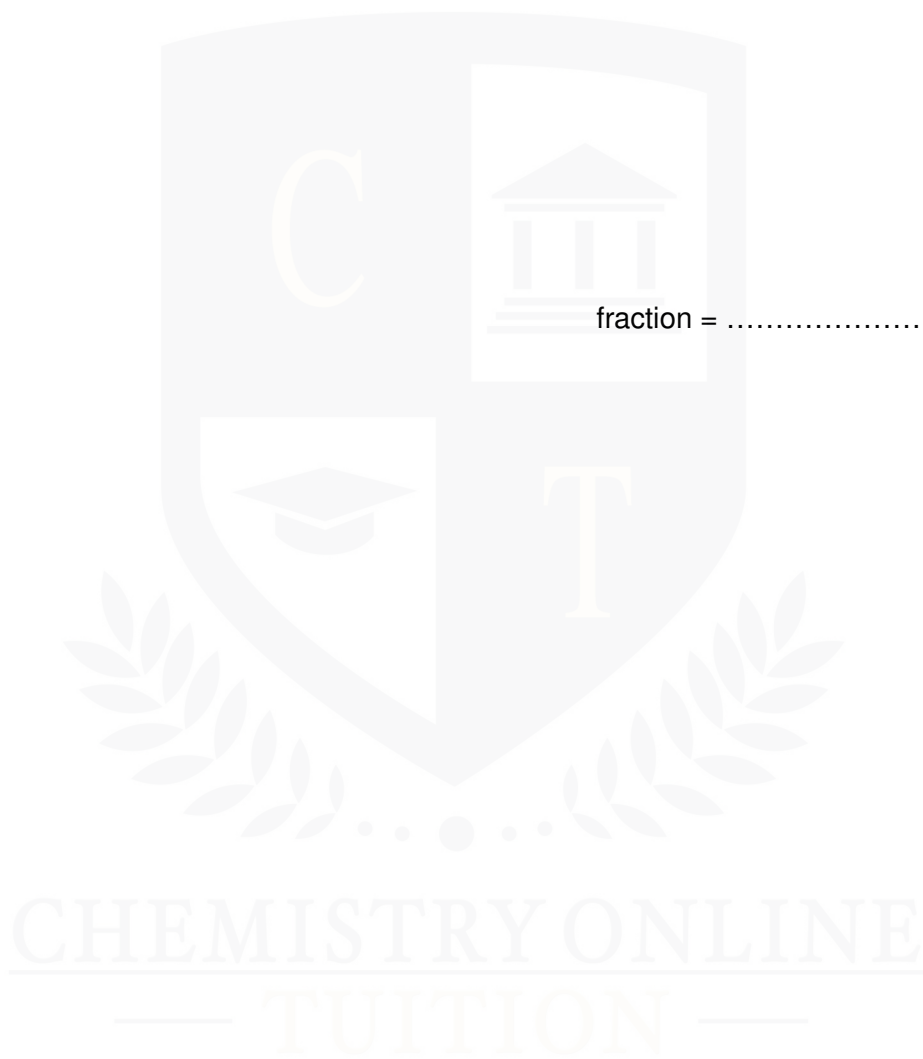 C
fraction = ....................
T
CHEMISTRY ONLINE
— TUITION —